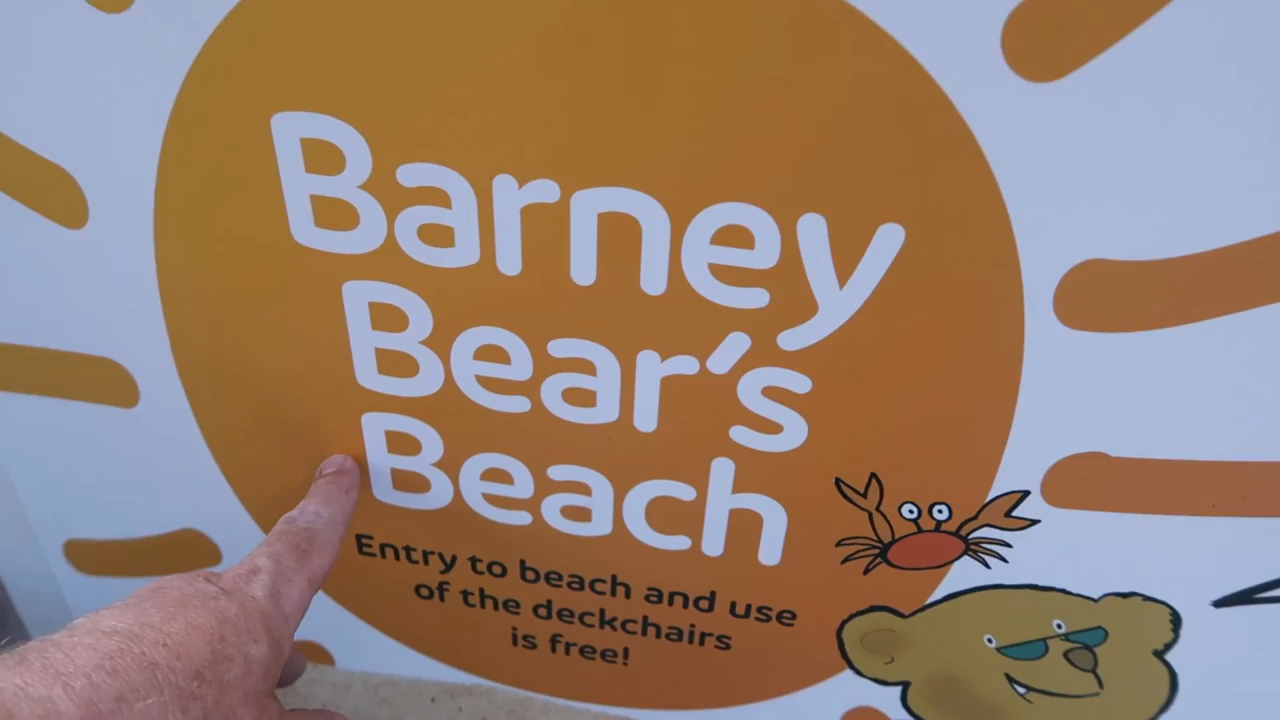 Barney
Bear's
Beach
Entry to beach and use
of the deckchairs
is free!